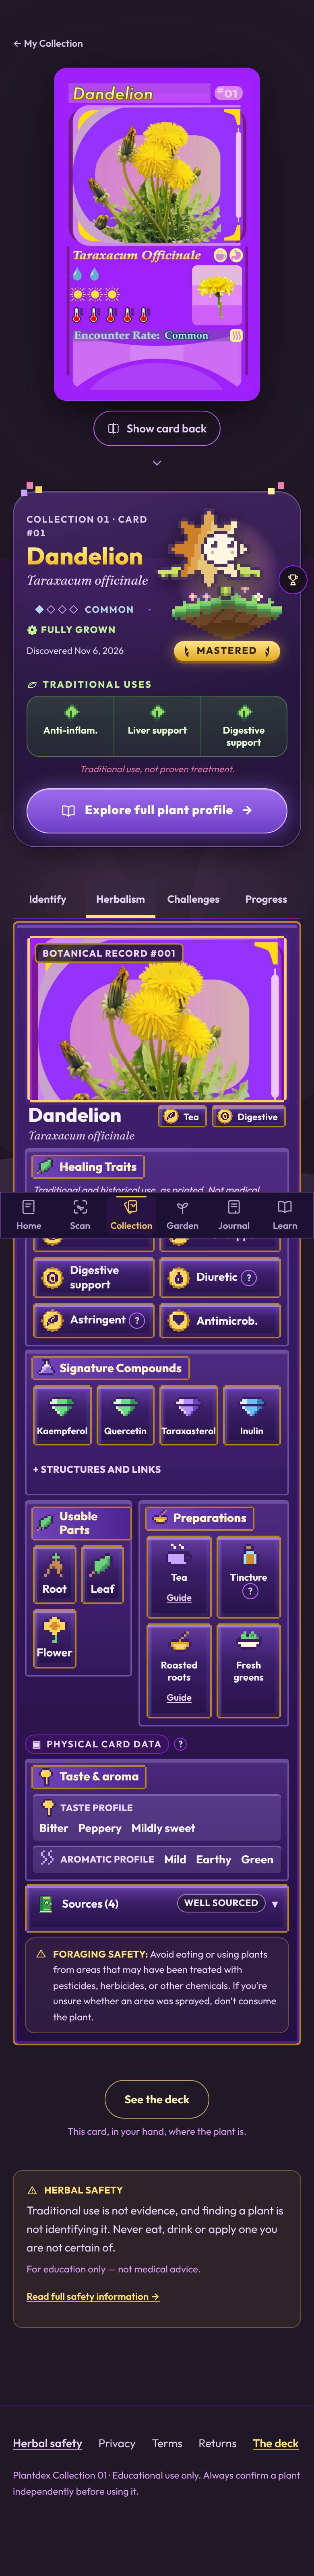 ← My Collection
Dandelion
#01
Taraxacum Officinale
Encounter Rate: Common
Show card back
COLLECTION 01 · CARD
#01
Dandelion
Taraxacum officinale
COMMON ·
FULLY GROWN
MASTERED
Discovered Nov 6, 2026
TRADITIONAL USES
Anti-inflam.
Liver support
Digestive
support
Traditional use, not proven treatment.
Explore full plant profile →
Identify
Herbalism
Challenges
Progress
BOTANICAL RECORD #001
Dandelion
Tea
Digestive
Taraxacum officinale
Healing Traits
Traditional and historical use, as printed. Not medical
Home
Scan
Collection
Garden
Journal
Learn
Digestive
support
Diuretic ?
Astringent ?
Antimicrob.
Signature Compounds
Kaempferol
Quercetin
Taraxasterol
Inulin
+ STRUCTURES AND LINKS
Usable
Parts
Root
Leaf
Flower
Preparations
Tea
Guide
Tincture
?
Roasted
roots
Guide
Fresh
greens
PHYSICAL CARD DATA ?
Taste & aroma
TASTE PROFILE
Bitter Peppery Mildly sweet
AROMATIC PROFILE Mild Earthy Green
Sources (4)
WELL SOURCED
FORAGING SAFETY: Avoid eating or using plants
from areas that may have been treated with
pesticides, herbicides, or other chemicals. If you're
unsure whether an area was sprayed, don't consume
the plant.
See the deck
This card, in your hand, where the plant is.
HERBAL SAFETY
Traditional use is not evidence, and finding a plant is
not identifying it. Never eat, drink or apply one you
are not certain of.
For education only — not medical advice.
Read full safety information →
Herbal safety
Privacy
Terms
Returns
The deck
Plantdex Collection 01 · Educational use only. Always confirm a plant
independently before using it.